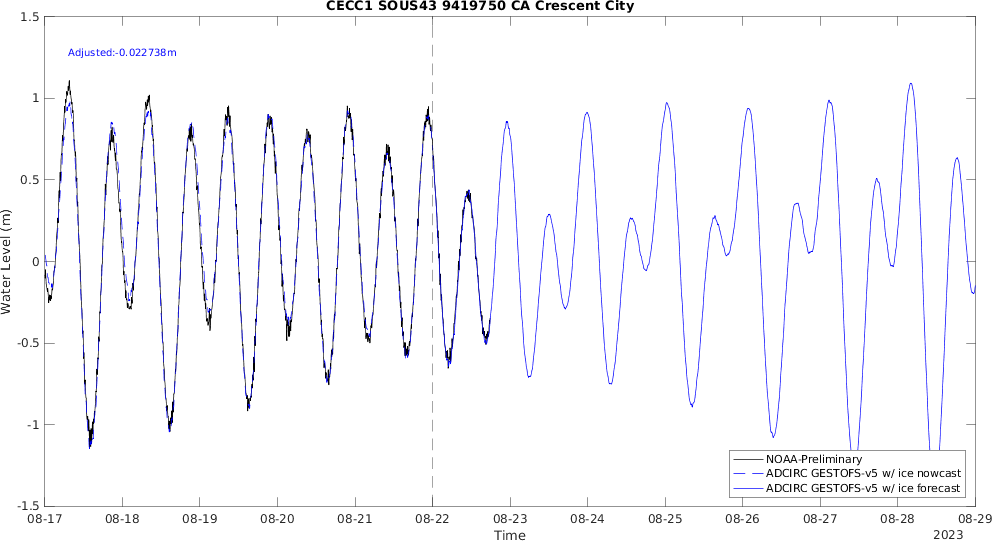 CECC1 SOUS43 9419750 CA Crescent City
Adjusted:-0.022738m
Water Level (m)
1.5
1
0.5
0
-0.5
-1
-1.5
NOAA-Preliminary
ADCIRC GESTOFS-v5 w/ ice nowcast
ADCIRC GESTOFS-v5 w/ ice forecast
08-17 08-18 08-19 08-20 08-21 08-22 08-23 08-24 08-25 08-26 08-27 08-28 08-29
Time
2023